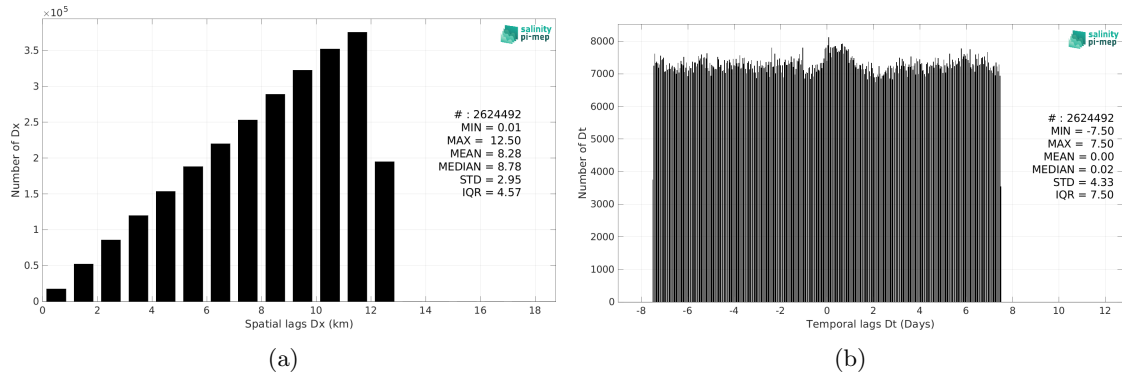 ×10^5
3.5
3
2.5
2
1.5
1
0.5
0
Number of Dx
0 2 4 6 8 10 12 14 16 18
Spatial lags Dx (km)
salinity
pi-mep
# : 2624492
MIN = 0.01
MAX = 12.50
MEAN = 8.28
MEDIAN = 8.78
STD = 2.95
IQR = 4.57
(a)
8000
7000
6000
5000
4000
3000
2000
1000
0
Number of Dt
-8 -6 -4 -2 0 2 4 6 8 10 12
Temporal lags Dt (Days)
salinity
pi-mep
# : 2624492
MIN = -7.50
MAX = 7.50
MEAN = 0.00
MEDIAN = 0.02
STD = 4.33
IQR = 7.50
(b)